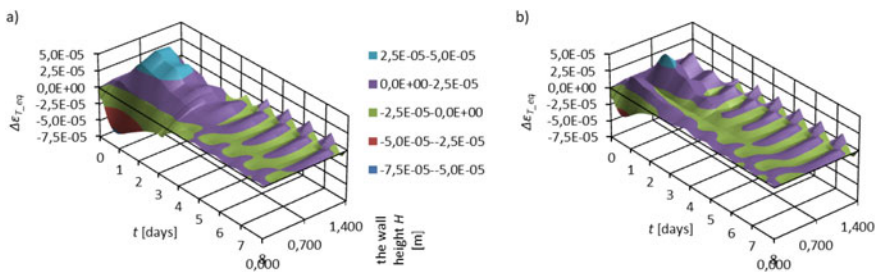 a)
5,0E-05
2,5E-05
0,0E+00
-2,5E-05
-5,0E-05
-7,5E-05
Δε_T_eq
0
1
2
3
4
5
6
7
8
t [days]
0,000
0,700
1,400
the wall
height H
[m]
2,5E-05-5,0E-05
0,0E+00-2,5E-05
-2,5E-05-0,0E+00
-5,0E-05--2,5E-05
-7,5E-05--5,0E-05
b)
5,0E-05
2,5E-05
0,0E+00
-2,5E-05
-5,0E-05
-7,5E-05
Δε_T_eq
0
1
2
3
4
5
6
7
8
t [days]
0,000
0,700
1,400